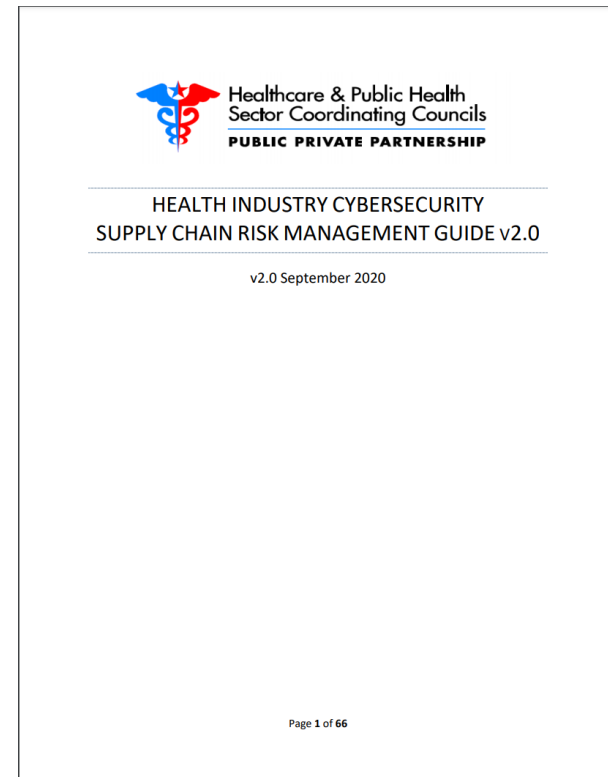 Healthcare & Public Health
Sector Coordinating Councils
PUBLIC PRIVATE PARTNERSHIP
HEALTH INDUSTRY CYBERSECURITY
SUPPLY CHAIN RISK MANAGEMENT GUIDE v2.0
v2.0 September 2020
Page 1 of 66